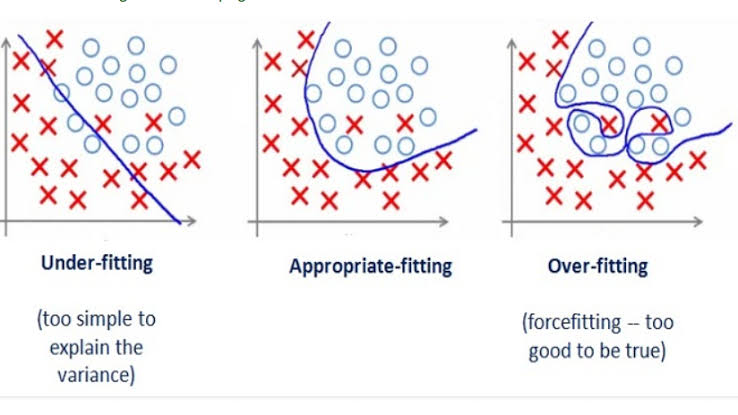 Under-fitting
Appropriate-fitting
Over-fitting
(too simple to
explain the
variance)
(forcefitting -- too
good to be true)